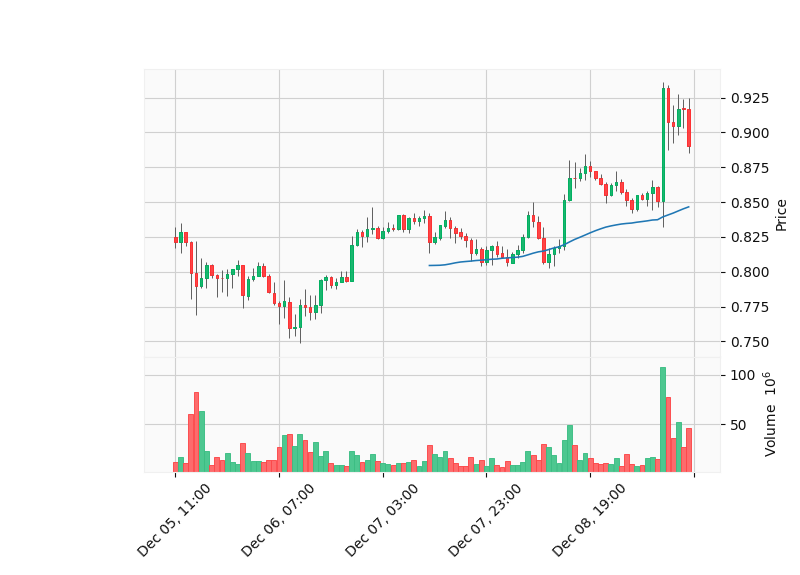 0.925
0.900
0.875
0.850
0.825
0.800
0.775
0.750
Price
100
50
Volume 10⁶
Dec 05, 11:00
Dec 06, 07:00
Dec 07, 03:00
Dec 07, 23:00
Dec 08, 19:00